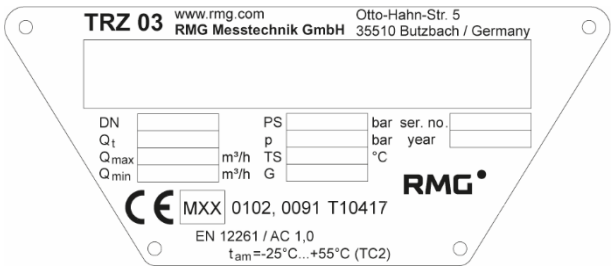 TRZ 03 www.rmg.com Otto-Hahn-Str. 5
RMG Messtechnik GmbH 35510 Butzbach / Germany
DN PS bar ser. no.
Qt p bar year
Qmax m³/h TS °C
Qmin m³/h G
RMG
CE MXX 0102, 0091 T10417
EN 12261 / AC 1,0
tam=-25°C...+55°C (TC2)